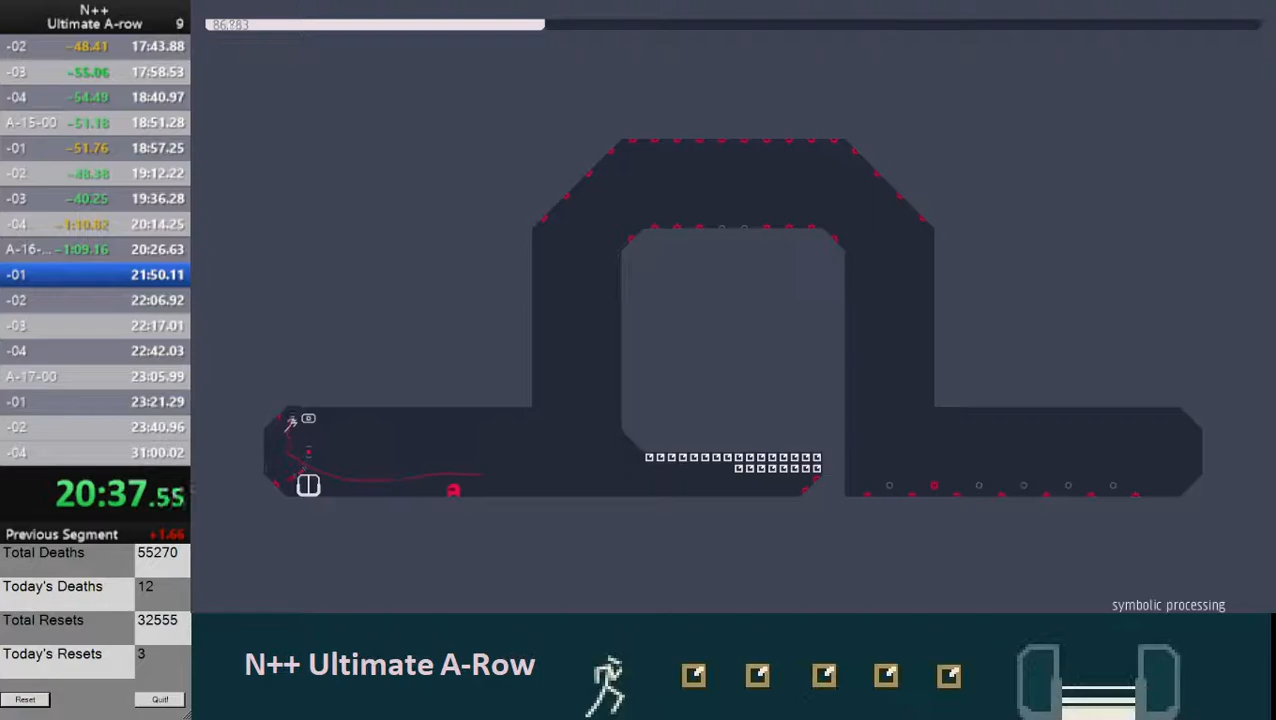 N++
Ultimate A-row 9
-02 -48.41 17:43.88
-03 -55.06 17:58.53
-04 -54.49 18:40.97
A-15-00 -51.18 18:51.28
-01 -51.76 18:57.25
-02 -48.38 19:12.22
-03 -40.25 19:36.28
-04 -1:10.82 20:14.25
A-16-... -1:09.16 20:26.63
-01 21:50.11
-02 22:06.92
-03 22:17.01
-04 22:42.03
A-17-00 23:05.99
-01 23:21.29
-02 23:40.96
-04 31:00.02
20:37.55
Previous Segment +1.66
Total Deaths 55270
Today's Deaths 12
Total Resets 32555
Today's Resets 3
Reset Quit!
symbolic processing
N++ Ultimate A-Row